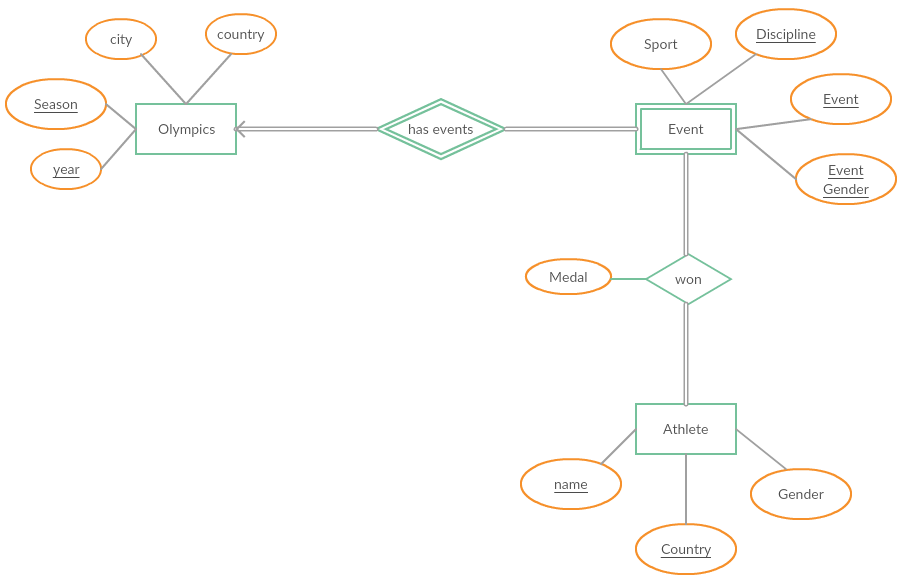 city
country
Sport
Discipline
Season
Event
Olympics
has events
Event
year
Event
Gender
Medal
won
Athlete
name
Gender
Country